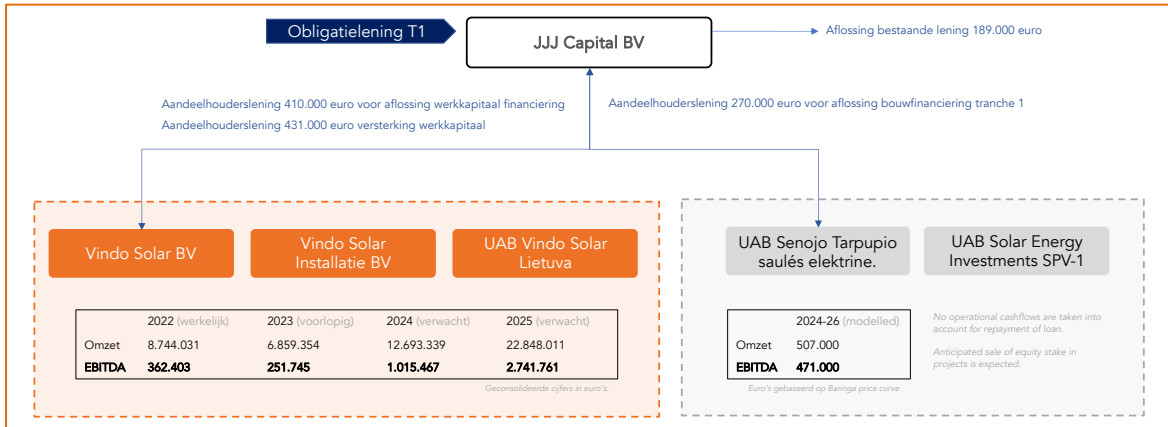 Obligatielening T1
JJJ Capital BV
Aflossing bestaande lening 189.000 euro
Aandeelhouderslening 410.000 euro voor aflossing werkkapitaal financiering
Aandeelhouderslening 431.000 euro versterking werkkapitaal
Aandeelhouderslening 270.000 euro voor aflossing bouwfinanciering tranche 1
Vindo Solar BV
Vindo Solar
Installatie BV
UAB Vindo Solar
Lietuva
2022 (werkelijk) 2023 (voorlopig) 2024 (verwacht) 2025 (verwacht)
Omzet 8.744.031 6.859.354 12.693.339 22.848.011
EBITDA 362.403 251.745 1.015.467 2.741.761
Geconsolideerde cijfers in euro's.
UAB Senojo Tarpupio
saulés elektrine.
UAB Solar Energy
Investments SPV-1
2024-26 (modelled)
Omzet 507.000
EBITDA 471.000
Euro's gebaseerd op Baringa price curve
No operational cashflows are taken into
account for repayment of loan.
Anticipated sale of equity stake in
projects is expected.